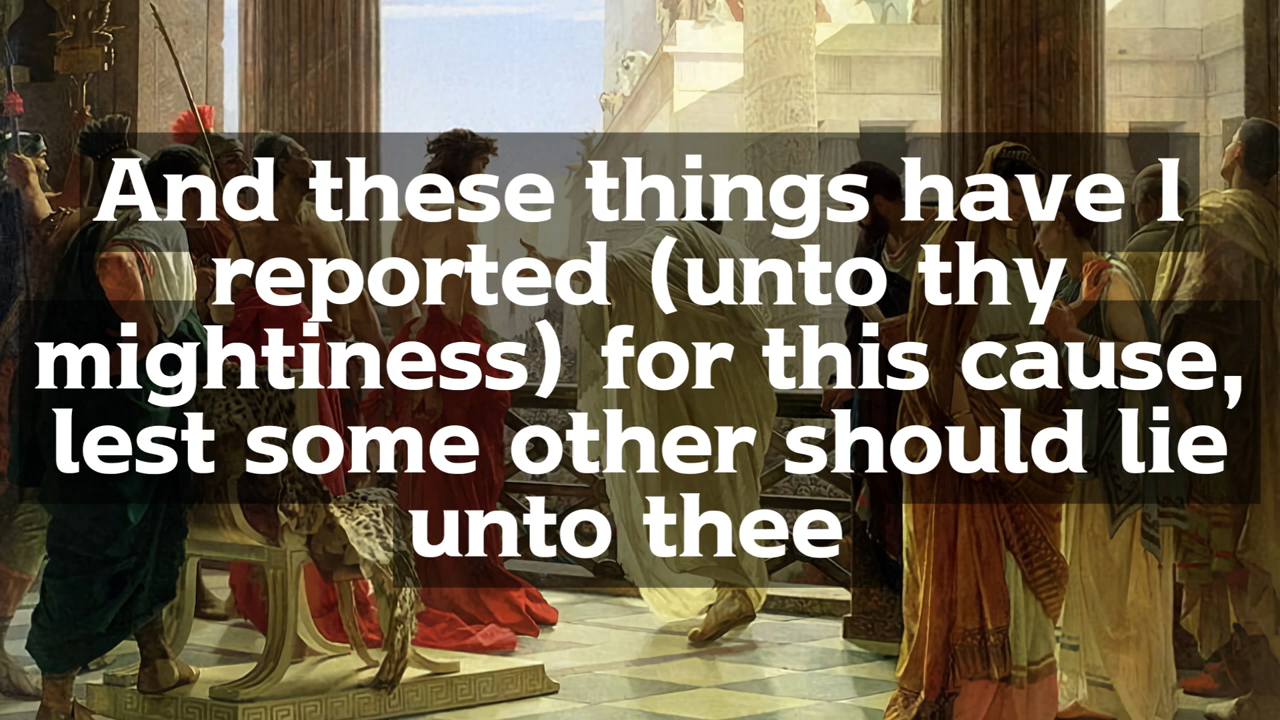 And these things have I
reported (unto thy
mightiness) for this cause,
lest some other should lie
unto thee